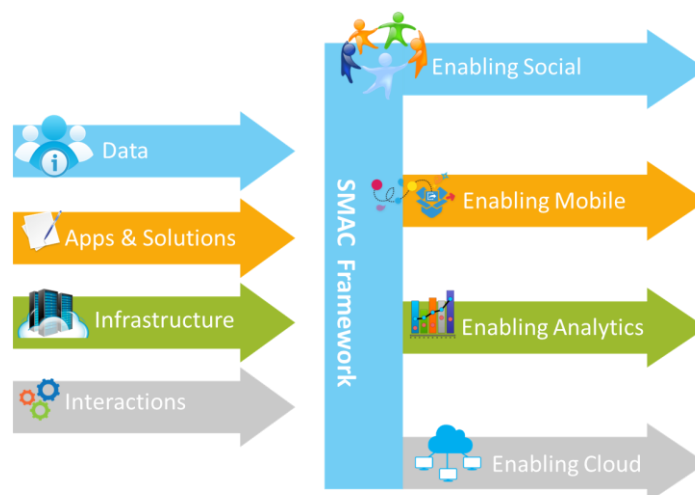 Data
Apps & Solutions
Infrastructure
Interactions
SMAC Framework
Enabling Social
Enabling Mobile
Enabling Analytics
Enabling Cloud